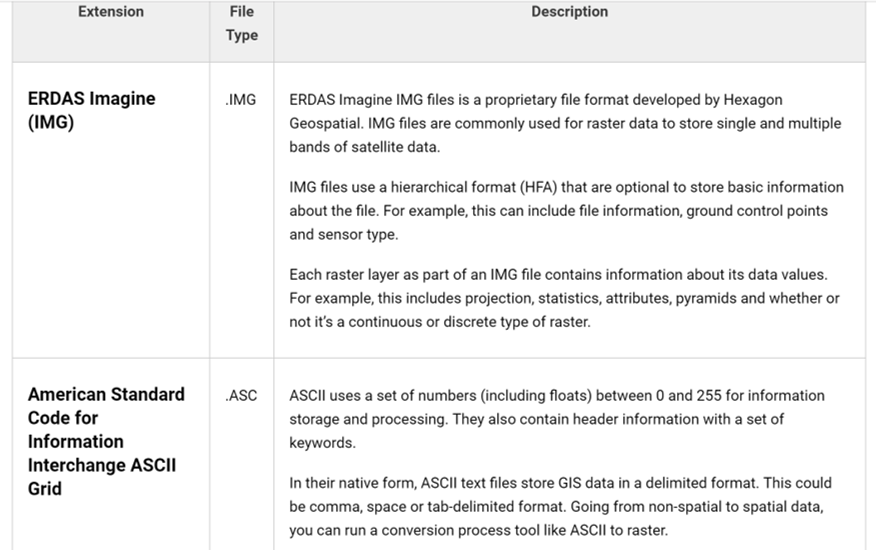 Extension
File
Type
Description
ERDAS Imagine
(IMG)
.IMG
ERDAS Imagine IMG files is a proprietary file format developed by Hexagon
Geospatial. IMG files are commonly used for raster data to store single and multiple
bands of satellite data.
IMG files use a hierarchical format (HFA) that are optional to store basic information
about the file. For example, this can include file information, ground control points
and sensor type.
Each raster layer as part of an IMG file contains information about its data values.
For example, this includes projection, statistics, attributes, pyramids and whether or
not it’s a continuous or discrete type of raster.
American Standard
Code for
Information
Interchange ASCII
Grid
.ASC
ASCII uses a set of numbers (including floats) between 0 and 255 for information
storage and processing. They also contain header information with a set of
keywords.
In their native form, ASCII text files store GIS data in a delimited format. This could
be comma, space or tab-delimited format. Going from non-spatial to spatial data,
you can run a conversion process tool like ASCII to raster.